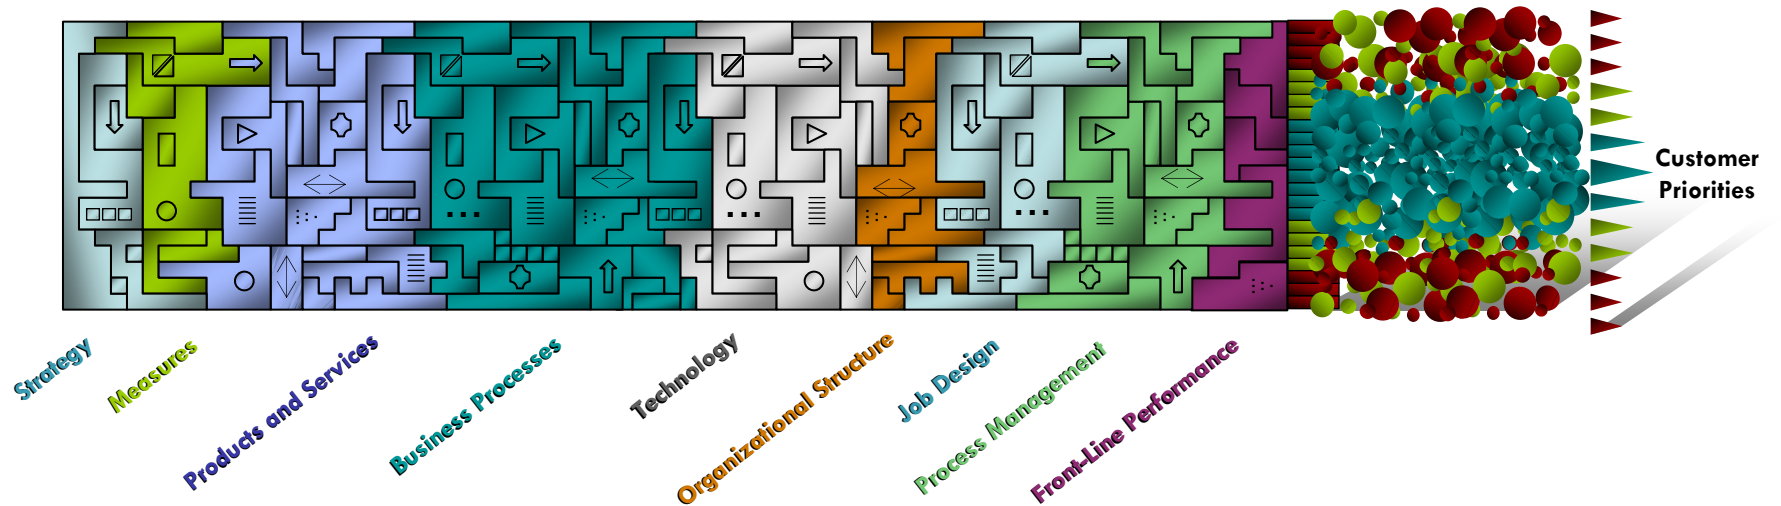 Customer
Priorities
Strategy
Measures
Products and Services
Business Processes
Technology
Organizational Structure
Job Design
Process Management
Front-Line Performance